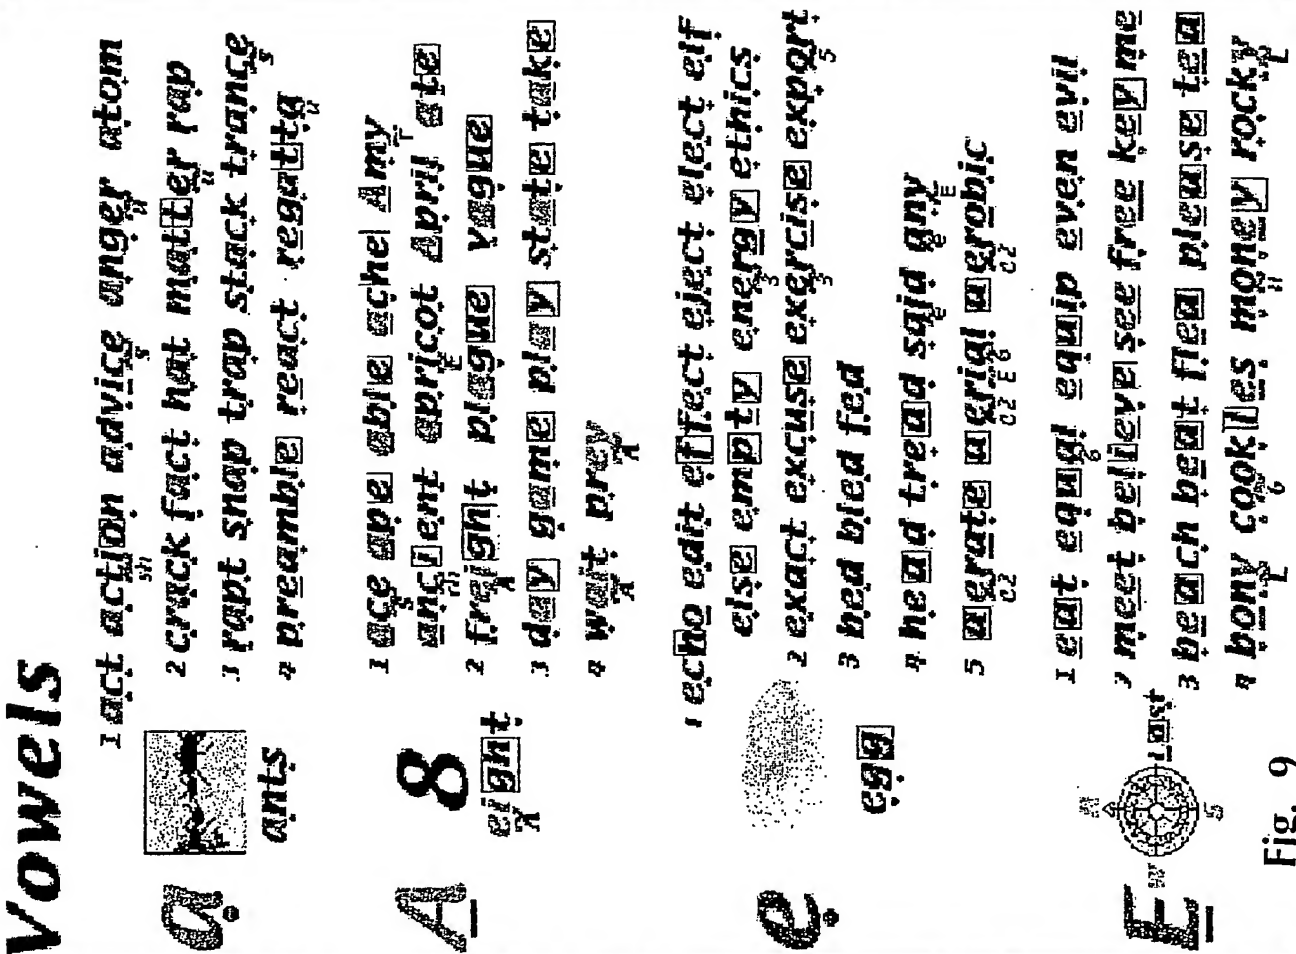 Vowels
a
ants
1 act action advice anger atom
2 crack fact hat matter rap
3 rapt snap trap stack trance
4 preamble react regatta
A
8
eight
1 ace ape able ache Amy
ancient apricot April ate
2 freight plague vague
3 day game play state take
4 wait prey
e
egg
1 echo edit effect eject elect elf
else empty energy ethics
2 exact excuse exercise export
3 bed bled fed
4 head tread said any
5 aerate aerial aerobic
E
East
1 eat equal equip even evil
2 meet believe see free key me
3 beach beat flea please tea
4 bony cookies money rocky
Fig. 9